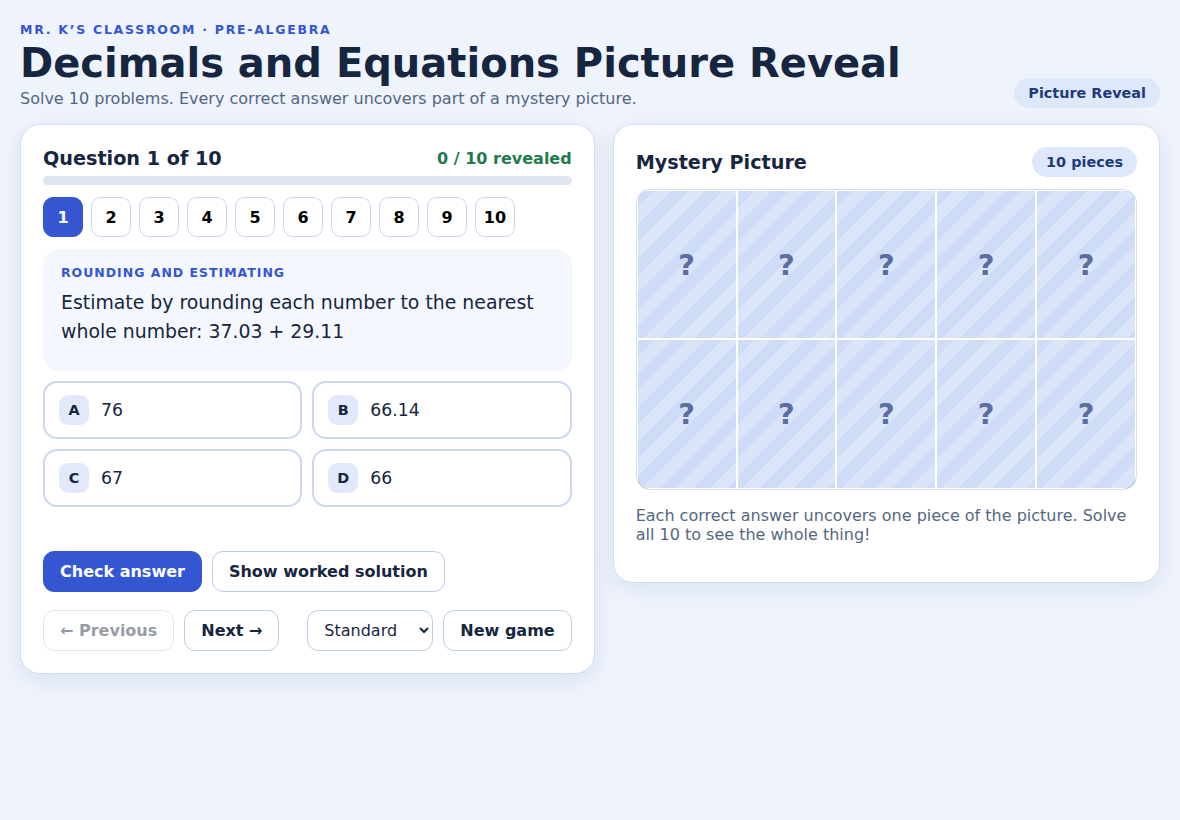 MR. K’S CLASSROOM · PRE-ALGEBRA
Decimals and Equations Picture Reveal
Solve 10 problems. Every correct answer uncovers part of a mystery picture.
Picture Reveal
Question 1 of 10
0 / 10 revealed
1 2 3 4 5 6 7 8 9 10
ROUNDING AND ESTIMATING
Estimate by rounding each number to the nearest
whole number: 37.03 + 29.11
A 76
B 66.14
C 67
D 66
Check answer
Show worked solution
← Previous
Next →
Standard
New game
Mystery Picture
10 pieces
? ? ? ? ?
? ? ? ? ?
Each correct answer uncovers one piece of the picture. Solve
all 10 to see the whole thing!